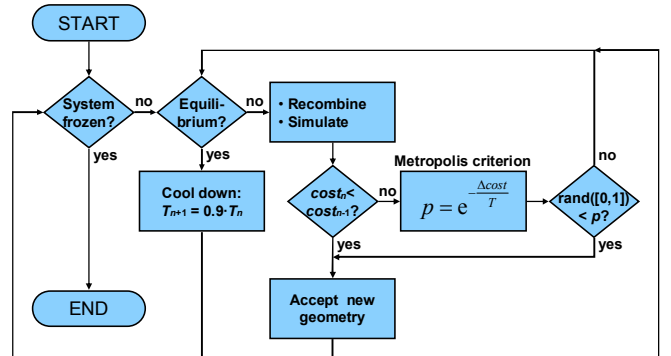 START
System
frozen?
no
Equili-
brium?
no
• Recombine
• Simulate
yes
yes
Cool down:
Tn+1 = 0.9·Tn
costn<
costn-1?
no
Metropolis criterion
p = e^(-Δcost/T)
rand([0,1])
< p?
no
yes
yes
Accept new
geometry
END